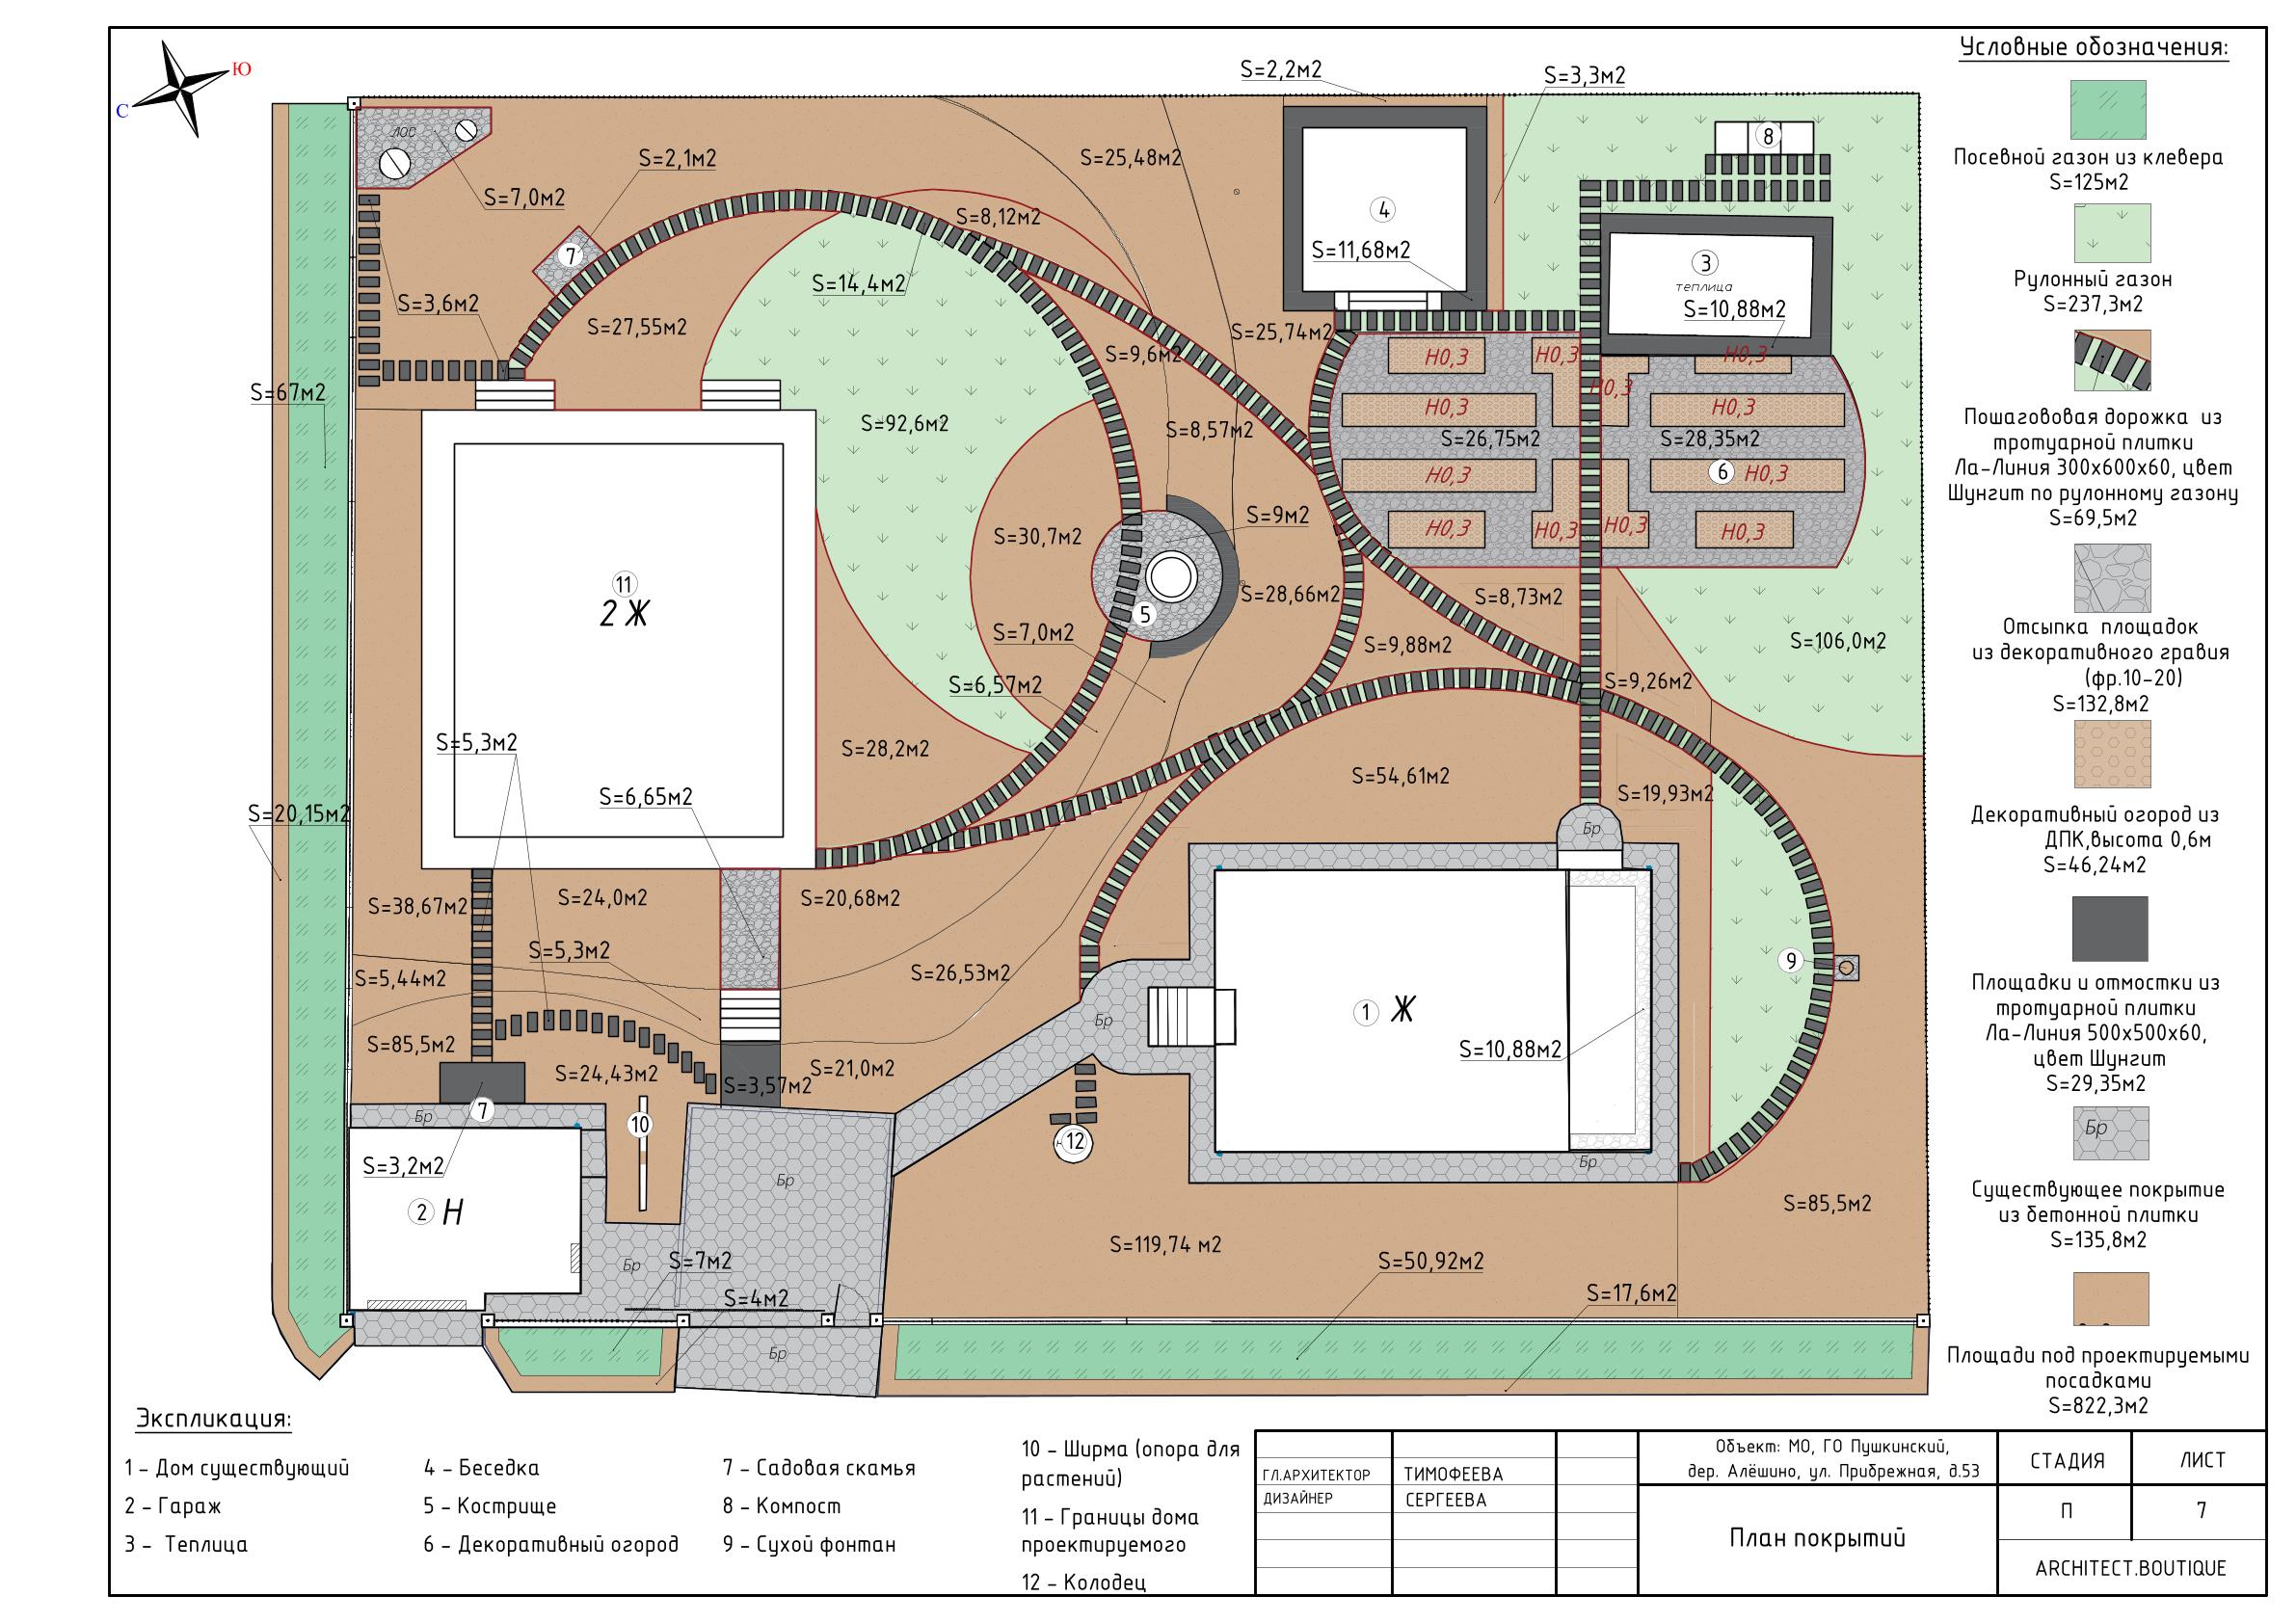 Ю
С
Условные обозначения:
Посевной газон из клевера
S=125м2
Рулонный газон
S=237,3м2
Пошагововая дорожка из
тротуарной плитки
Ла-Линия 300х600х60, цвет
Шунгит по рулонному газону
S=69,5м2
Отсыпка площадок
из декоративного гравия
(фр.10-20)
S=132,8м2
Декоративный огород из
ДПК,высота 0,6м
S=46,24м2
Площадки и отмостки из
тротуарной плитки
Ла-Линия 500х500х60,
цвет Шунгит
S=29,35м2
Бр
Существующее покрытие
из бетонной плитки
S=135,8м2
Площади под проектируемыми
посадками
S=822,3м2
S=2,2м2
S=3,3м2
ЛОС
8
S=2,1м2
S=25,48м2
S=7,0м2
4
S=8,12м2
7
S=11,68м2
3
теплица
S=14,4м2
S=3,6м2
S=10,88м2
S=27,55м2
S=25,74м2
S=9,6м2
Н0,3
Н0,3
Н0,3
Н0,3
S=67м2
Н0,3
Н0,3
S=92,6м2
S=8,57м2
S=26,75м2
S=28,35м2
Н0,3
6
Н0,3
S=9м2
S=30,7м2
Н0,3
Н0,3
Н0,3
Н0,3
11
2 Ж
S=28,66м2
S=8,73м2
5
S=7,0м2
S=9,88м2
S=106,0м2
S=6,57м2
S=9,26м2
S=5,3м2
S=28,2м2
S=54,61м2
S=6,65м2
S=19,93м2
S=20,15м2
Бр
S=38,67м2
S=24,0м2
S=20,68м2
S=5,3м2
S=5,44м2
S=26,53м2
9
Бр
1 Ж
S=85,5м2
S=10,88м2
S=24,43м2
S=3,57м2
S=21,0м2
Бр
7
10
12
S=3,2м2
Бр
Бр
2 Н
S=85,5м2
S=119,74 м2
Бр
S=7м2
S=50,92м2
S=4м2
S=17,6м2
Бр
Экспликация:
1 - Дом существующий
2 - Гараж
3 - Теплица
4 - Беседка
5 - Кострище
6 - Декоративный огород
7 - Садовая скамья
8 - Компост
9 - Сухой фонтан
10 - Ширма (опора для
растений)
11 - Границы дома
проектируемого
12 - Колодец
ГЛ.АРХИТЕКТОР ТИМОФЕЕВА
ДИЗАЙНЕР СЕРГЕЕВА
Объект: МО, ГО Пушкинский,
дер. Алёшино, ул. Прибрежная, д.53
План покрытий
СТАДИЯ ЛИСТ
П 7
ARCHITECT.BOUTIQUE